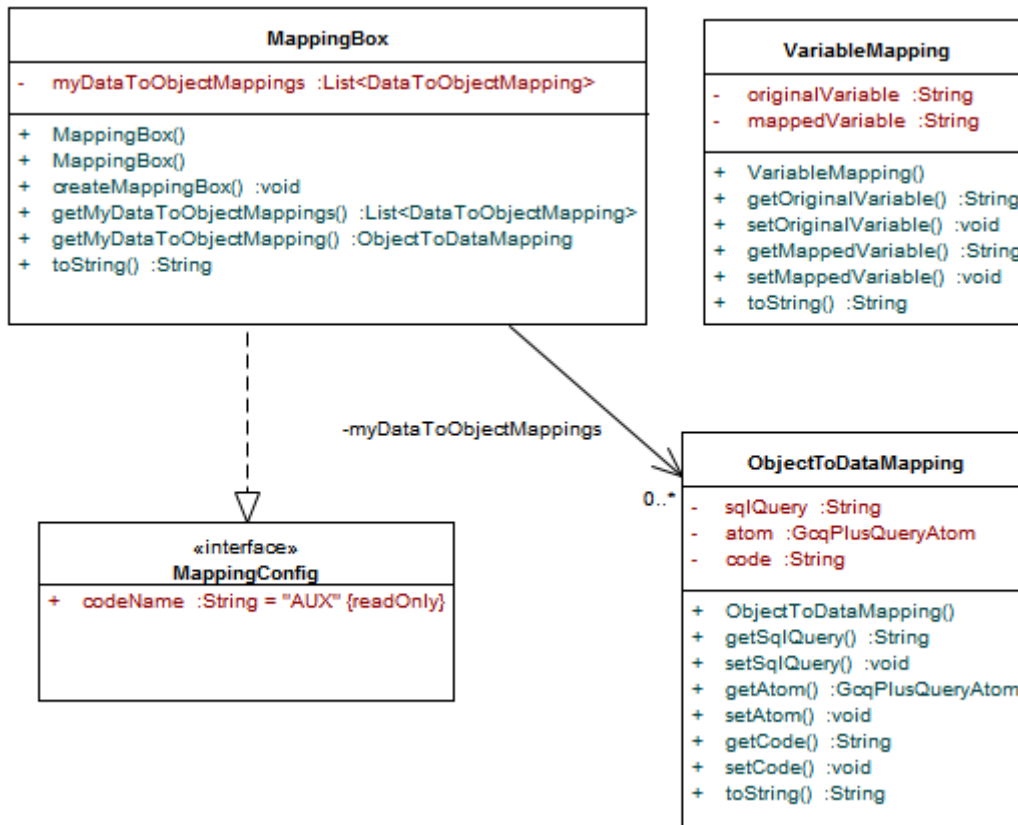 MappingBox
- myDataToObjectMappings :List<DataToObjectMapping>
+ MappingBox()
+ MappingBox()
+ createMappingBox() :void
+ getMyDataToObjectMappings() :List<DataToObjectMapping>
+ getMyDataToObjectMapping() :ObjectToDataMapping
+ toString() :String
VariableMapping
- originalVariable :String
- mappedVariable :String
+ VariableMapping()
+ getOriginalVariable() :String
+ setOriginalVariable() :void
+ getMappedVariable() :String
+ setMappedVariable() :void
+ toString() :String
-myDataToObjectMappings
0..*
«interface»
MappingConfig
+ codeName :String = "AUX" {readOnly}
ObjectToDataMapping
- sqlQuery :String
- atom :GcqPlusQueryAtom
- code :String
+ ObjectToDataMapping()
+ getSqlQuery() :String
+ setSqlQuery() :void
+ getAtom() :GcqPlusQueryAtom
+ setAtom() :void
+ getCode() :String
+ setCode() :void
+ toString() :String